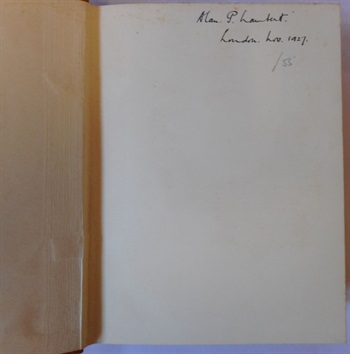 Alan. P. Lambert.
London. Nov. 1927.
/55